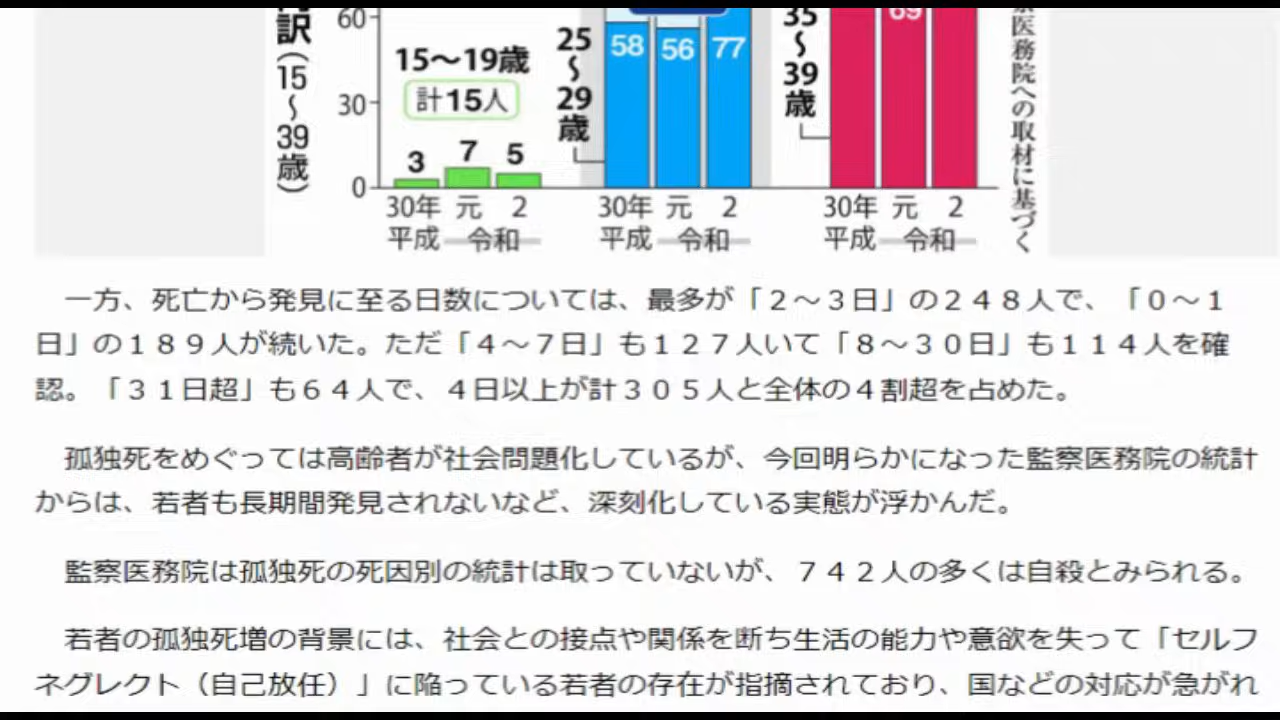 訳(15〜39歳)
60
30
0
15〜19歳
計15人
3
7
5
25〜29歳
58
56
77
35〜39歳
69
30年 元 2
平成 令和
30年 元 2
平成 令和
30年 元 2
平成 令和
医務院への取材に基づく
一方、死亡から発見に至る日数については、最多が「２〜３日」の２４８人で、「０〜１
日」の１８９人が続いた。ただ「４〜７日」も１２７人いて「８〜３０日」も１１４人を確
認。「３１日超」も６４人で、４日以上が計３０５人と全体の４割超を占めた。
孤独死をめぐっては高齢者が社会問題化しているが、今回明らかになった監察医務院の統計
からは、若者も長期間発見されないなど、深刻化している実態が浮かんだ。
監察医務院は孤独死の死因別の統計は取っていないが、７４２人の多くは自殺とみられる。
若者の孤独死増の背景には、社会との接点や関係を断ち生活の能力や意欲を失って「セルフ
ネグレクト（自己放任）」に陥っている若者の存在が指摘されており、国などの対応が急がれ